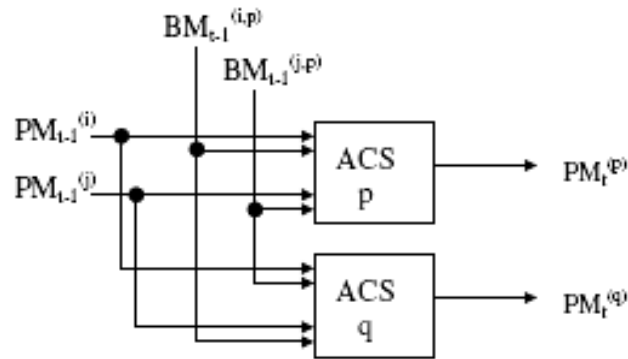 BM_{t-1}^{(i,p)}
BM_{t-1}^{(j,p)}
PM_{t-1}^{(i)}
PM_{t-1}^{(j)}
ACS
p
PM_t^{(p)}
ACS
q
PM_t^{(q)}